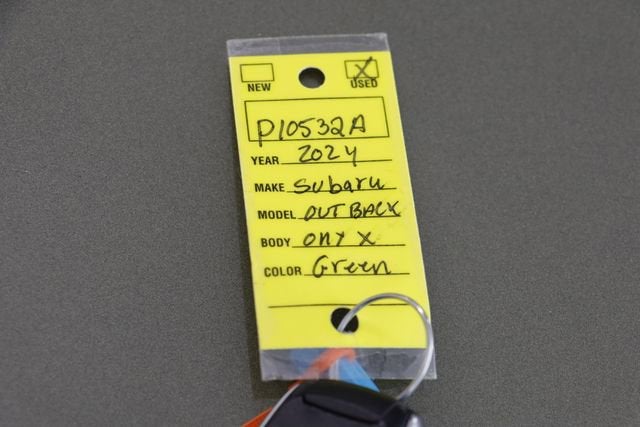 NEW USED
P10532A
YEAR 2024
MAKE Subaru
MODEL OUTBACK
BODY onyx
COLOR Green